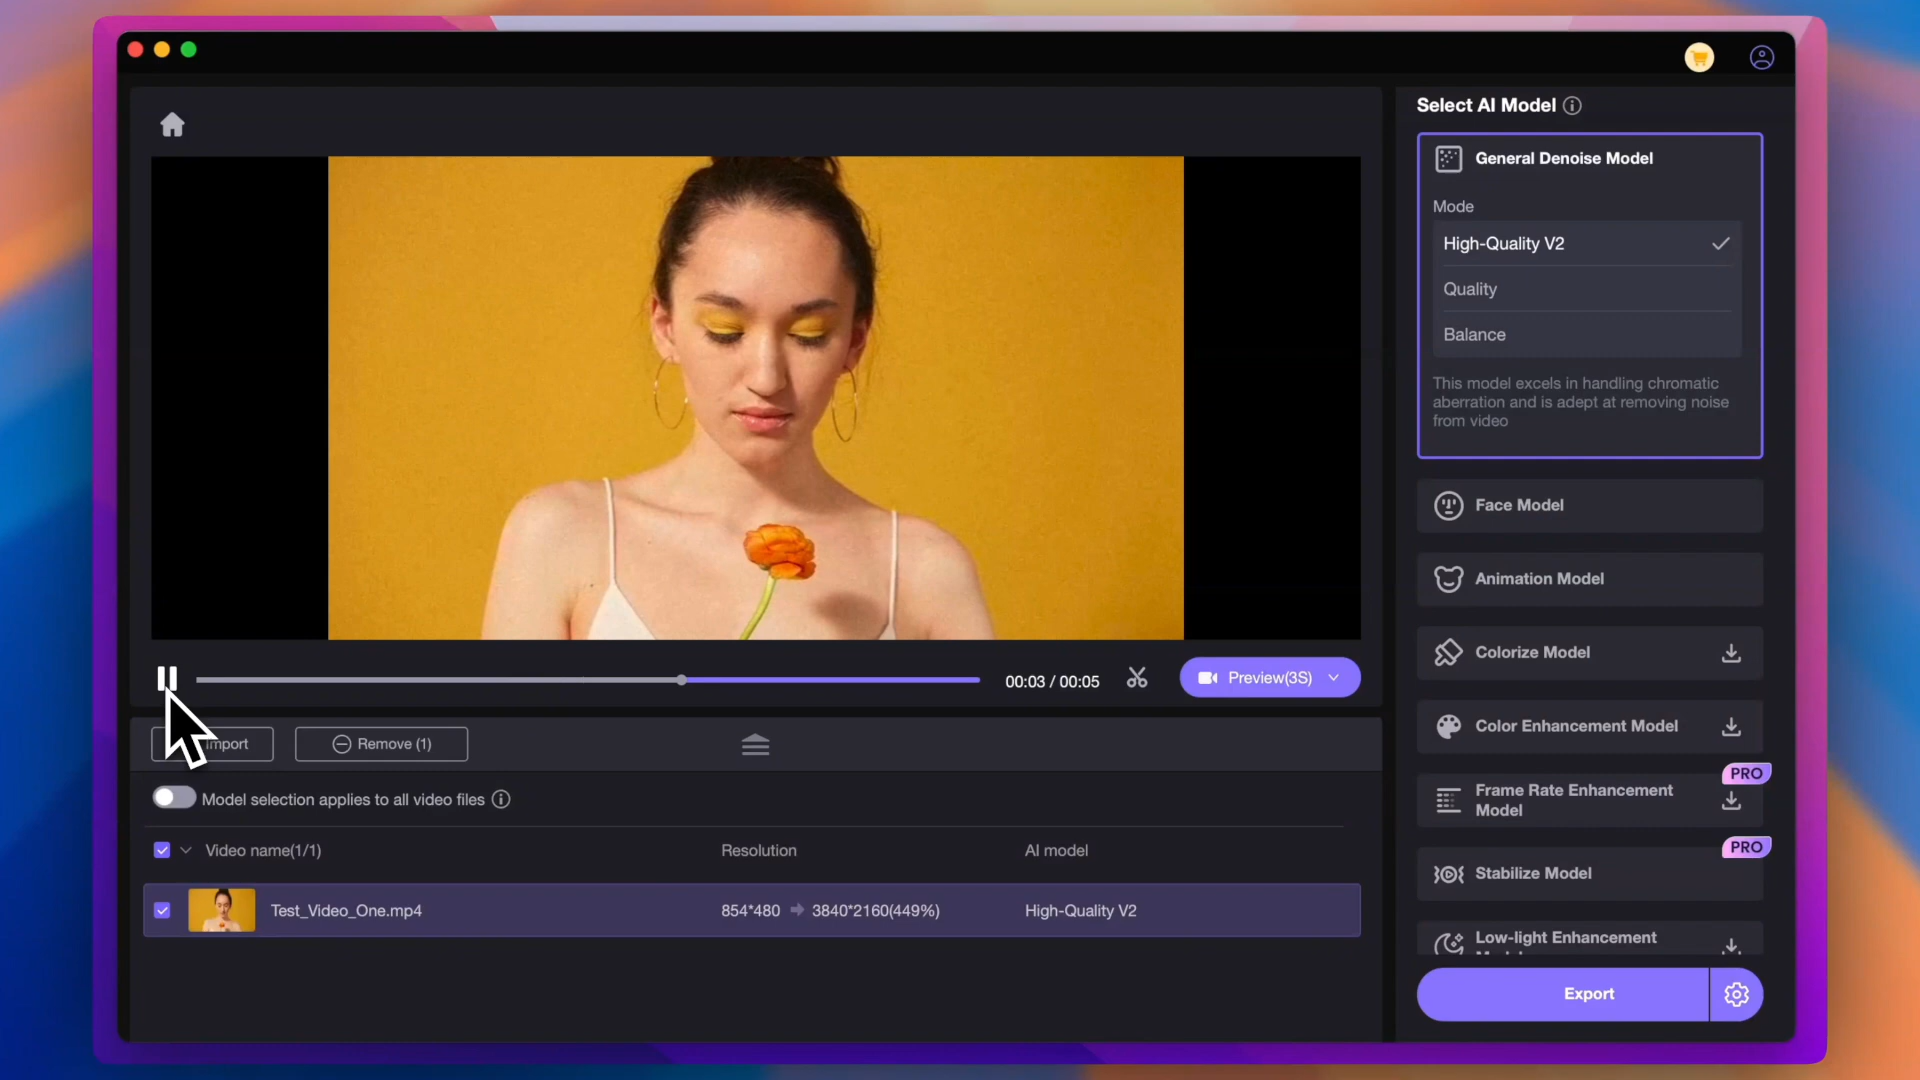 Select AI Model
General Denoise Model
Mode
High-Quality V2
Quality
Balance
This model excels in handling chromatic
aberration and is adept at removing noise
from video
Face Model
Animation Model
Colorize Model
Color Enhancement Model
PRO
Frame Rate Enhancement
Model
PRO
Stabilize Model
Low-light Enhancement
Export
00:03 / 00:05
Preview(3S)
Import
Remove (1)
Model selection applies to all video files
Video name(1/1)
Resolution
AI model
Test_Video_One.mp4
854*480
3840*2160(449%)
High-Quality V2